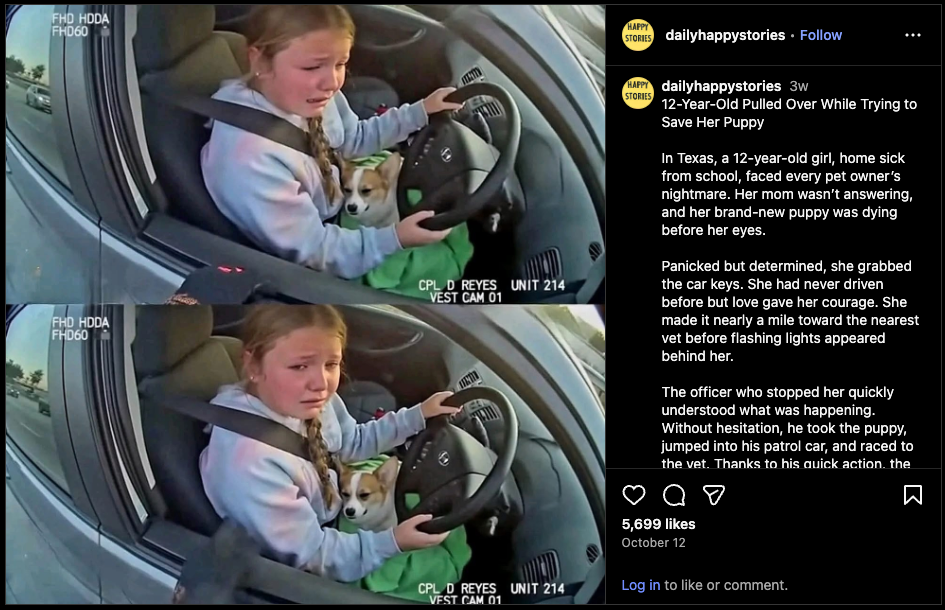 FHD HDDA
FHD60
CPL D REYES UNIT 214
VEST CAM 01
FHD HDDA
FHD60
CPL D REYES UNIT 214
VEST CAM 01
HAPPY
STORIES
dailyhappystories • Follow
HAPPY
STORIES
dailyhappystories 3w
12-Year-Old Pulled Over While Trying to
Save Her Puppy
In Texas, a 12-year-old girl, home sick
from school, faced every pet owner's
nightmare. Her mom wasn't answering,
and her brand-new puppy was dying
before her eyes.
Panicked but determined, she grabbed
the car keys. She had never driven
before but love gave her courage. She
made it nearly a mile toward the nearest
vet before flashing lights appeared
behind her.
The officer who stopped her quickly
understood what was happening.
Without hesitation, he took the puppy,
jumped into his patrol car, and raced to
the vet. Thanks to his quick action, the
5,699 likes
October 12
Log in to like or comment.